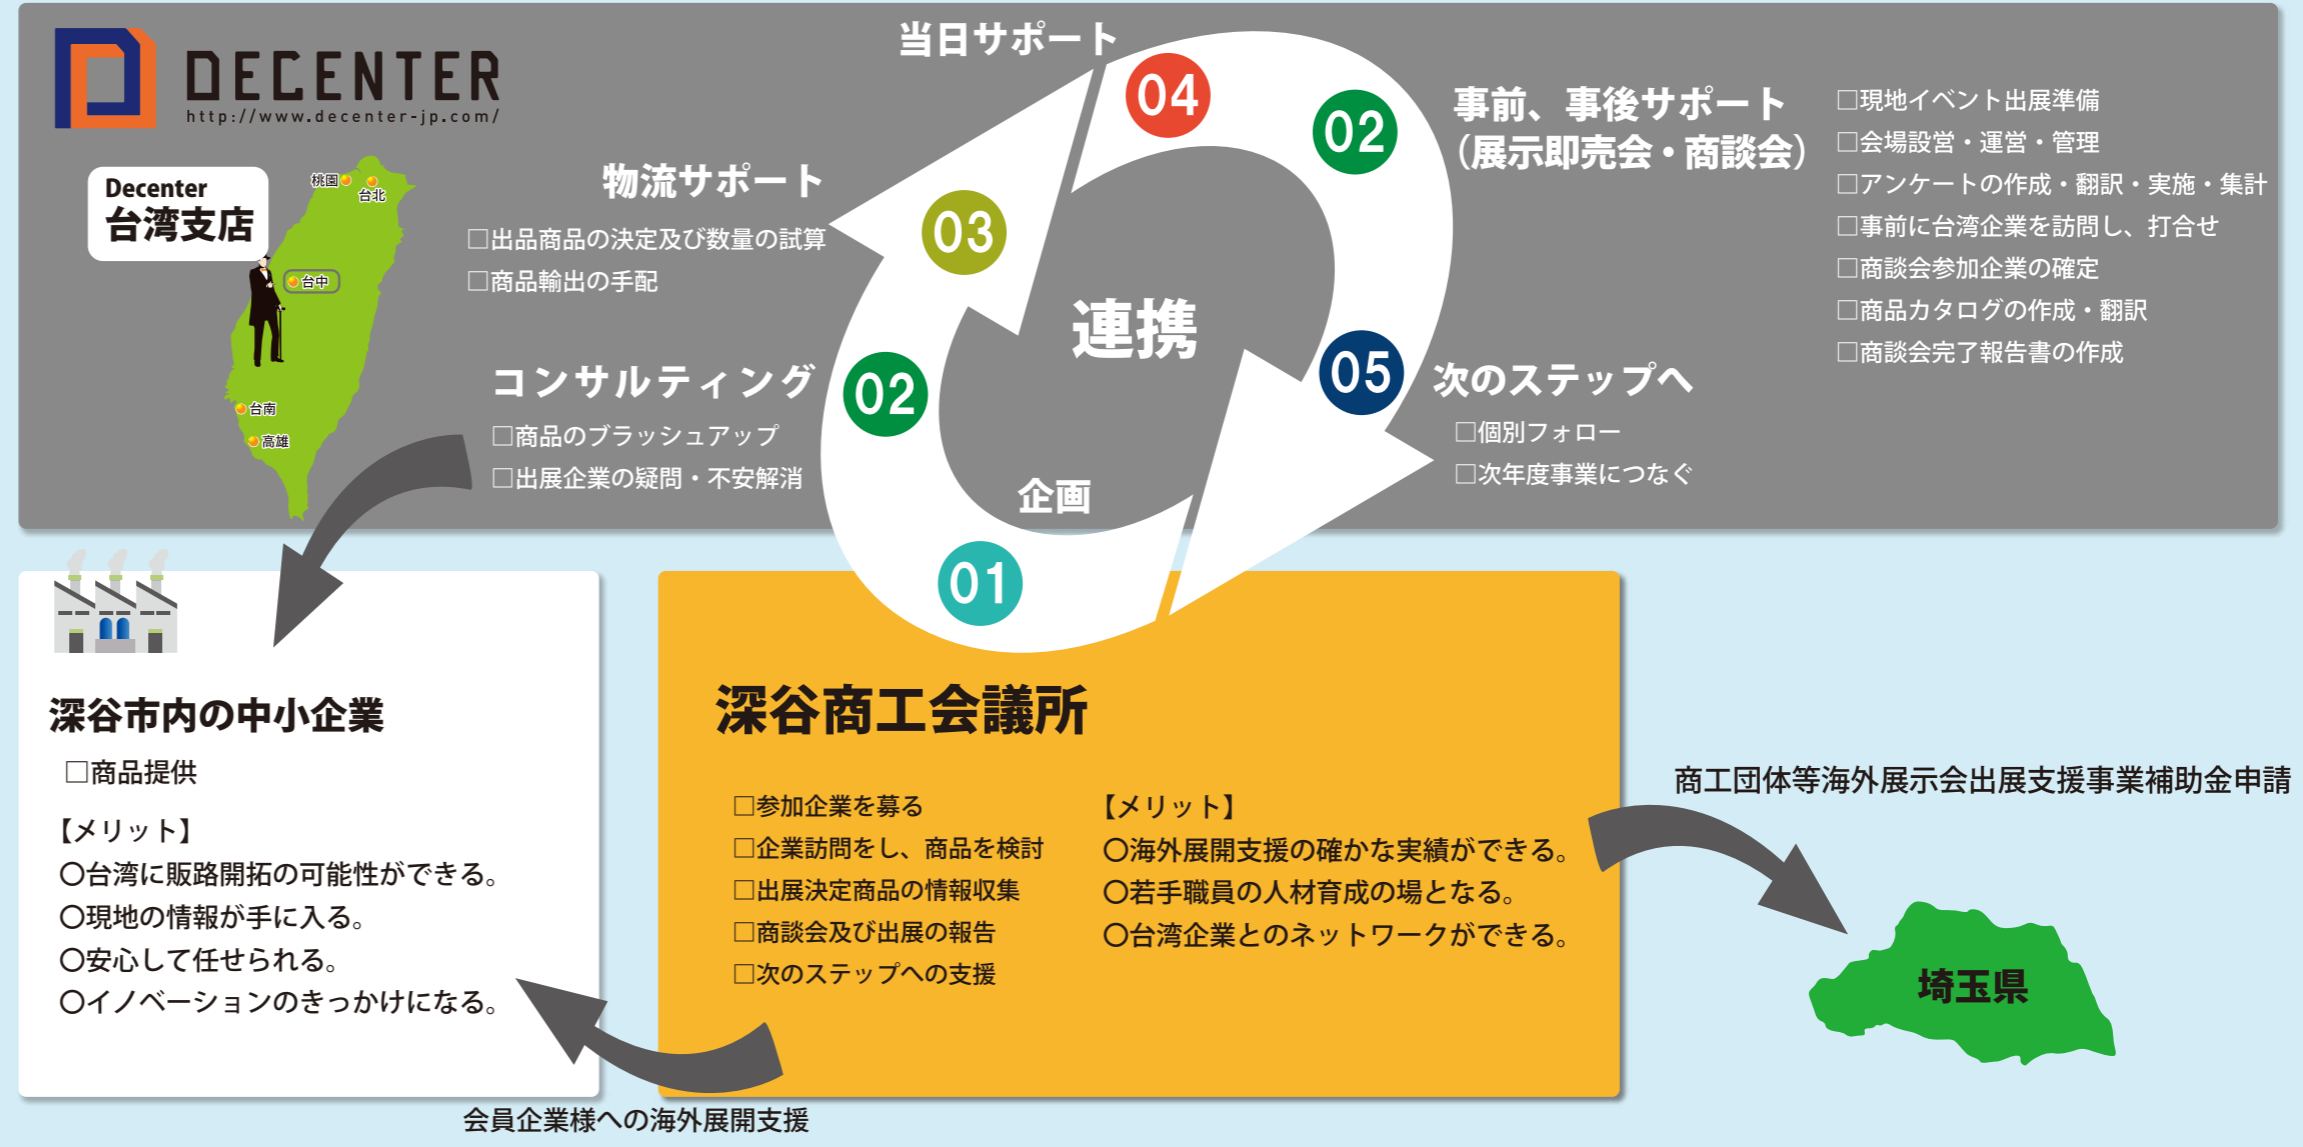 DECENTER
http://www.decenter-jp.com/
Decenter
台湾支店
桃園
台北
台中
台南
高雄
当日サポート
04
02
事前、事後サポート
（展示即売会・商談会）
□現地イベント出展準備
□会場設営・運営・管理
□アンケートの作成・翻訳・実施・集計
□事前に台湾企業を訪問し、打合せ
□商談会参加企業の確定
□商品カタログの作成・翻訳
□商談会完了報告書の作成
物流サポート
□出品商品の決定及び数量の試算
□商品輸出の手配
03
連携
コンサルティング
□商品のブラッシュアップ
□出展企業の疑問・不安解消
02
05
次のステップへ
□個別フォロー
□次年度事業につなぐ
企画
01
深谷市内の中小企業
□商品提供
【メリット】
〇台湾に販路開拓の可能性ができる。
〇現地の情報が手に入る。
〇安心して任せられる。
〇イノベーションのきっかけになる。
深谷商工会議所
□参加企業を募る
□企業訪問をし、商品を検討
□出展決定商品の情報収集
□商談会及び出展の報告
□次のステップへの支援
【メリット】
〇海外展開支援の確かな実績ができる。
〇若手職員の人材育成の場となる。
〇台湾企業とのネットワークができる。
商工団体等海外展示会出展支援事業補助金申請
埼玉県
会員企業様への海外展開支援